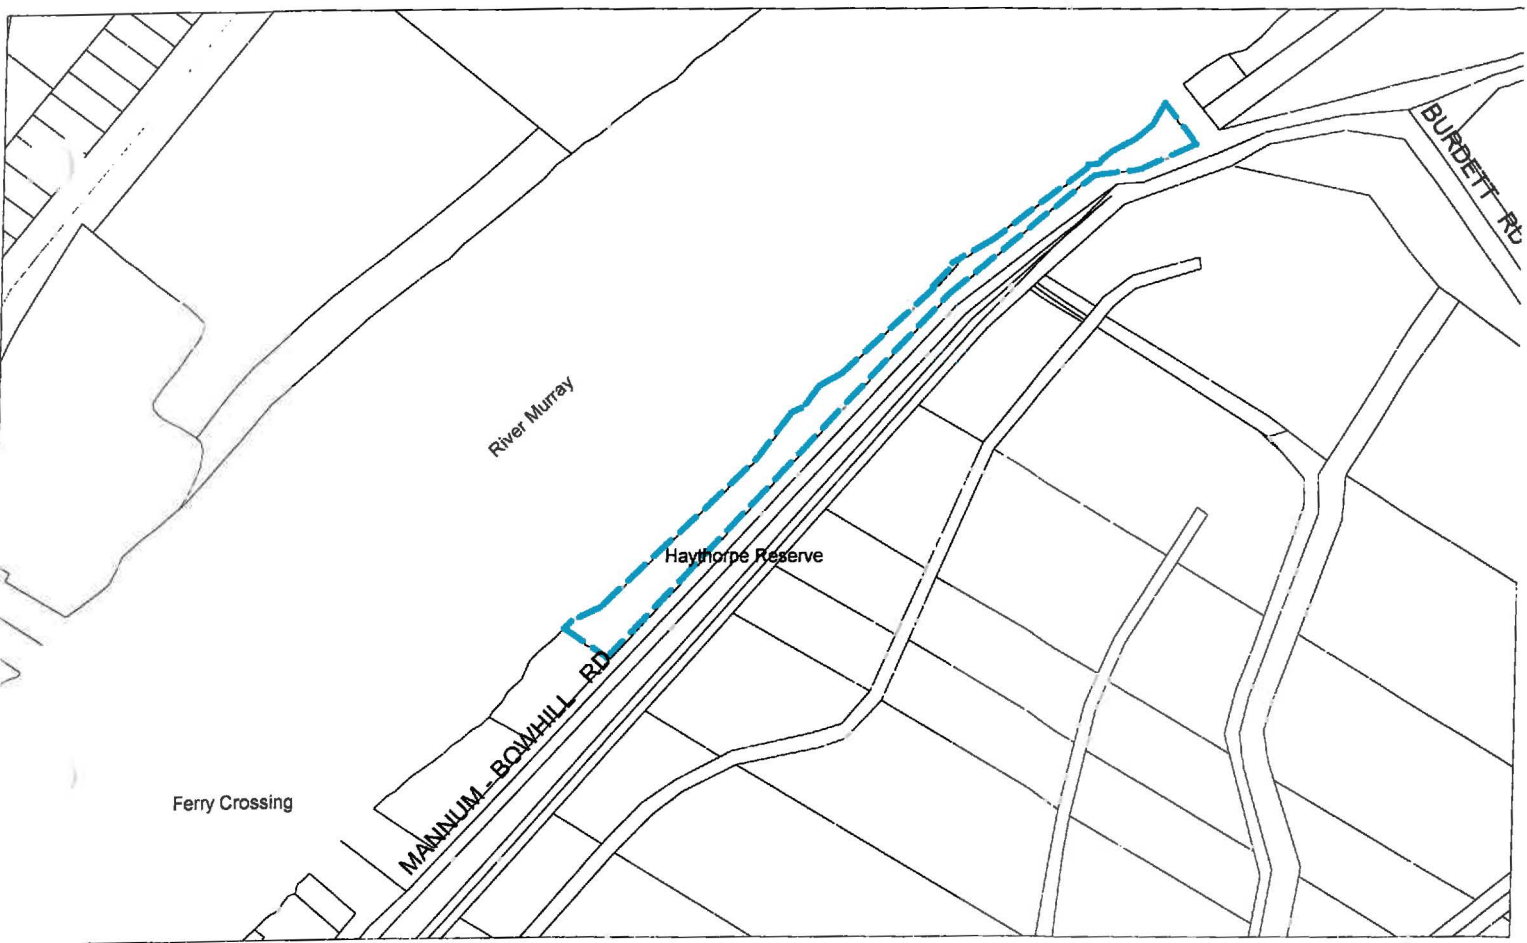 BURDETT RD
River Murray
Haythorpe Reserve
MANNUM - BOWHILL RD
Ferry Crossing